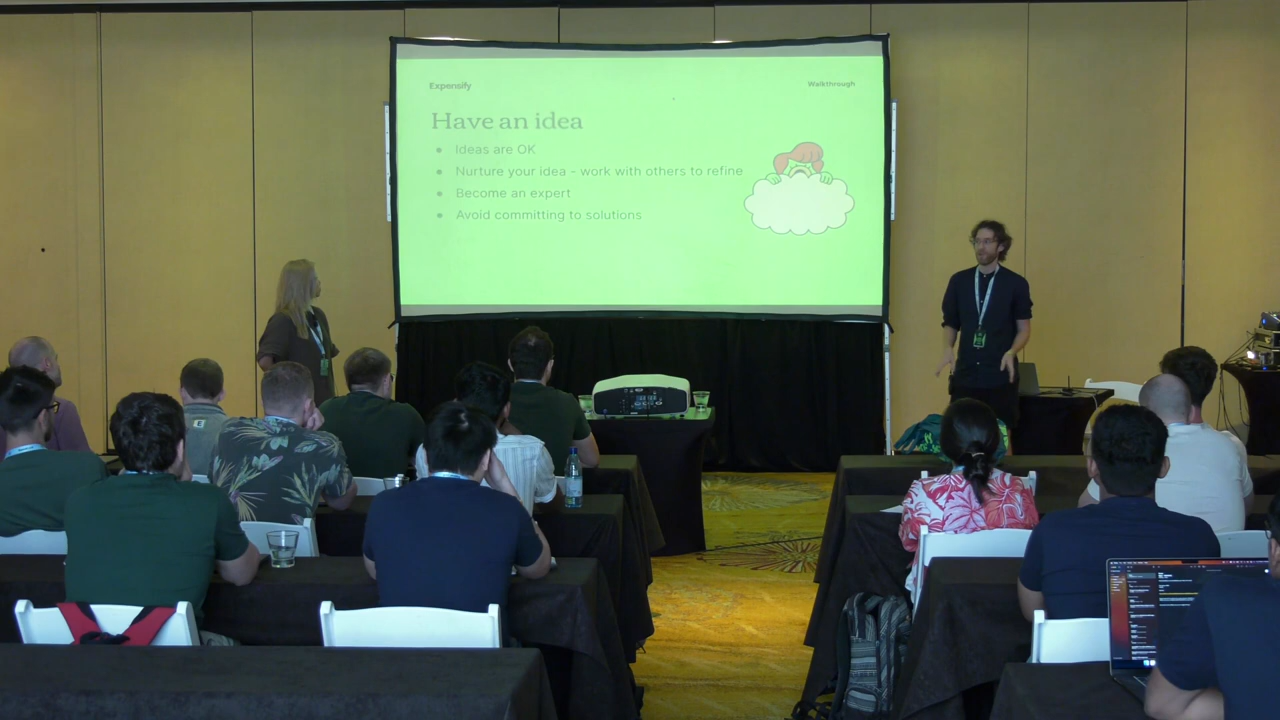 Expensify
Walkthrough
Have an idea
Ideas are OK
Nurture your idea - work with others to refine
Become an expert
Avoid committing to solutions